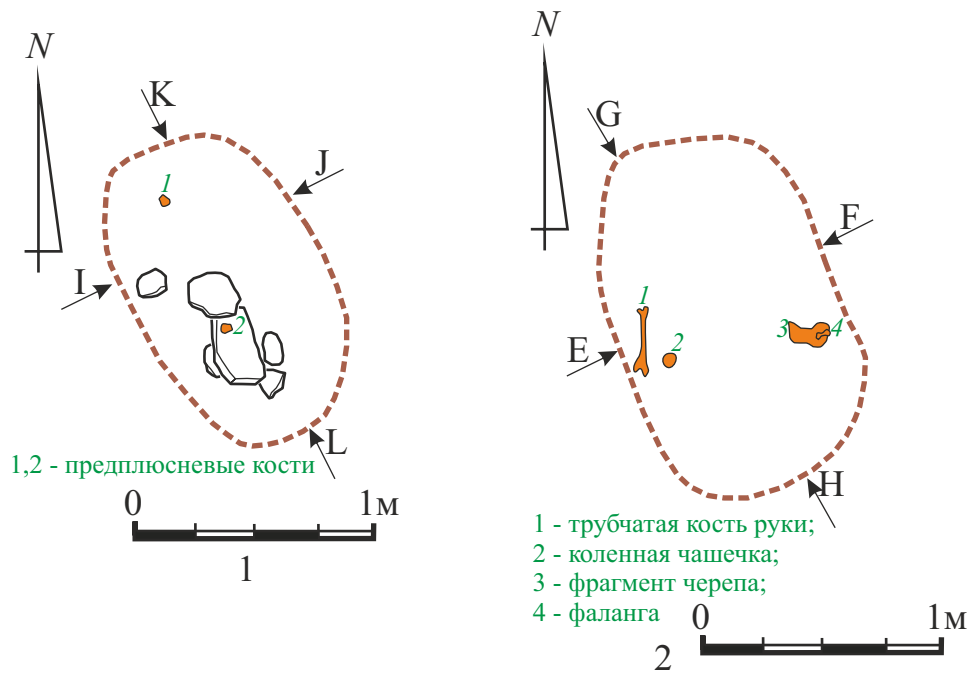 N
K
1
J
I
2
L
1,2 - предплюсневые кости
0 1м
1
N
G
F
1
2
3
4
E
H
1 - трубчатая кость руки;
2 - коленная чашечка;
3 - фрагмент черепа;
4 - фаланга
0 1м
2